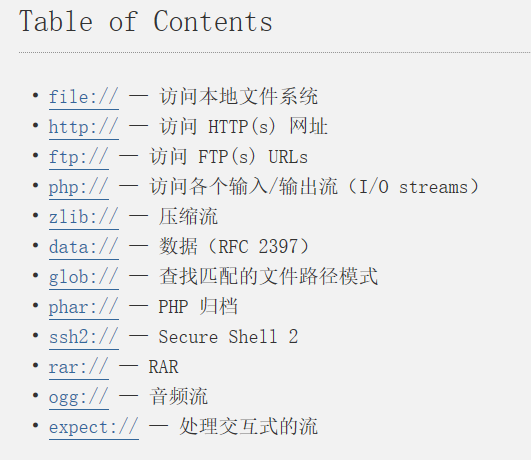 Table of Contents
• file:// — 访问本地文件系统
• http:// — 访问 HTTP(s) 网址
• ftp:// — 访问 FTP(s) URLs
• php:// — 访问各个输入/输出流（I/O streams）
• zlib:// — 压缩流
• data:// — 数据（RFC 2397）
• glob:// — 查找匹配的文件路径模式
• phar:// — PHP 归档
• ssh2:// — Secure Shell 2
• rar:// — RAR
• ogg:// — 音频流
• expect:// — 处理交互式的流